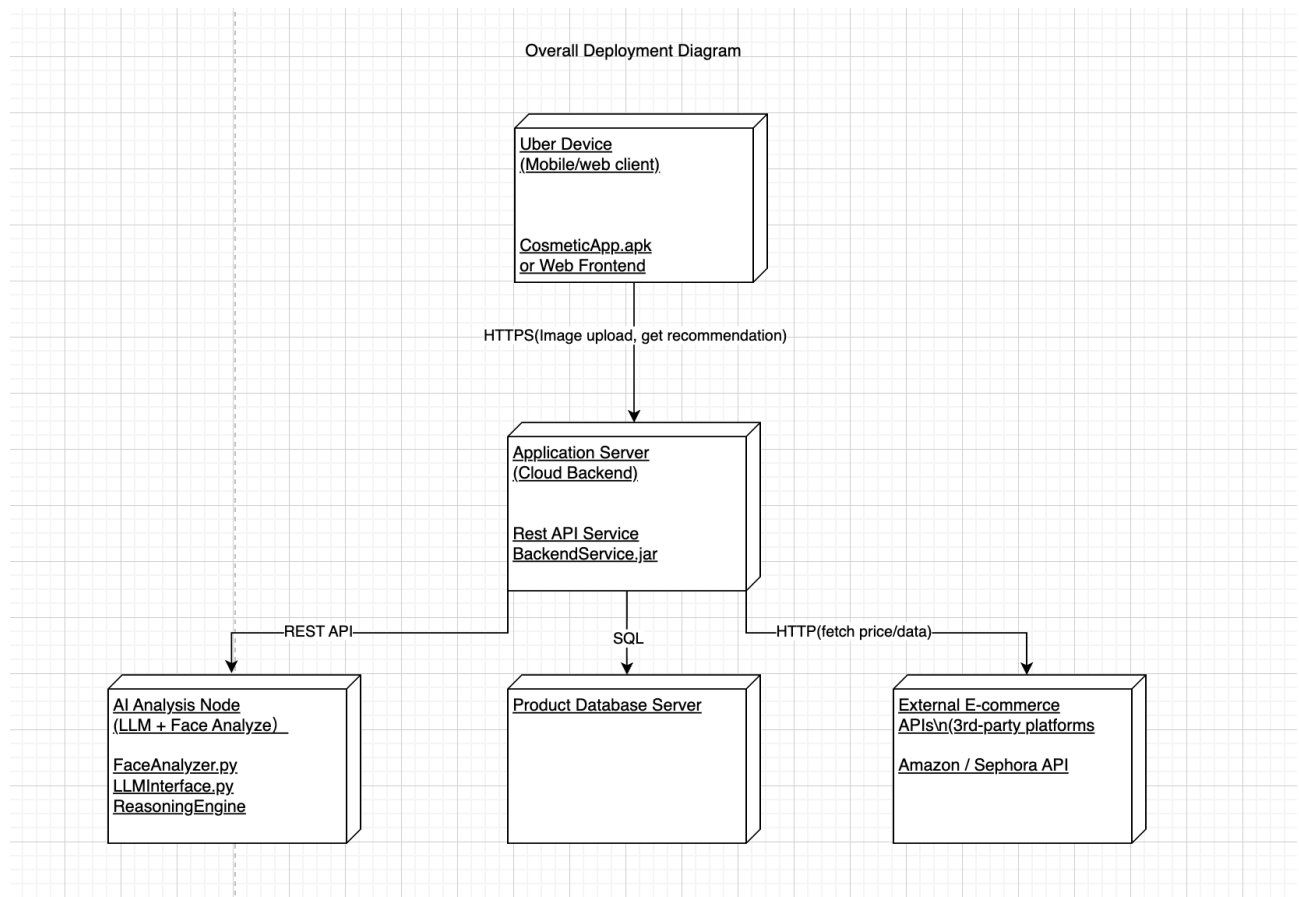 Overall Deployment Diagram
Uber Device
(Mobile/web client)
CosmeticApp.apk
or Web Frontend
HTTPS(Image upload, get recommendation)
Application Server
(Cloud Backend)
Rest API Service
BackendService.jar
REST API
SQL
HTTP(fetch price/data)
AI Analysis Node
(LLM + Face Analyze）
FaceAnalyzer.py
LLMInterface.py
ReasoningEngine
Product Database Server
External E-commerce
APIs\n(3rd-party platforms
Amazon / Sephora API